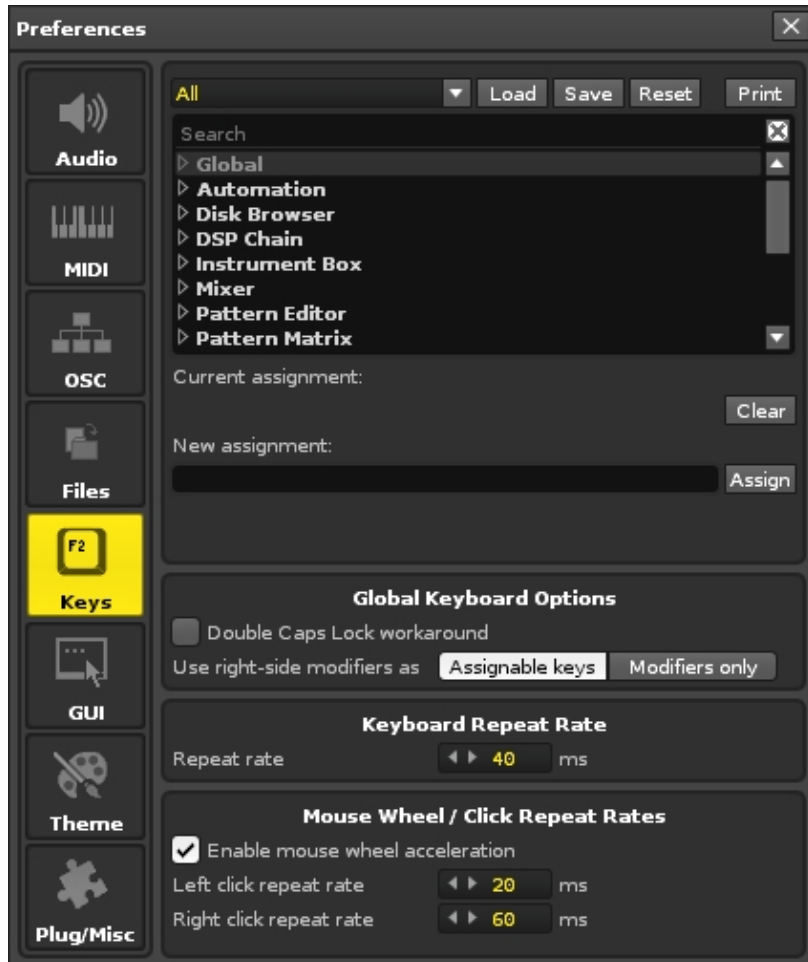 Preferences
Audio
MIDI
OSC
Files
F2
Keys
GUI
Theme
Plug/Misc
All Load Save Reset Print
Search
Global
Automation
Disk Browser
DSP Chain
Instrument Box
Mixer
Pattern Editor
Pattern Matrix
Current assignment:
Clear
New assignment:
Assign
Global Keyboard Options
Double Caps Lock workaround
Use right-side modifiers as Assignable keys Modifiers only
Keyboard Repeat Rate
Repeat rate 40 ms
Mouse Wheel / Click Repeat Rates
Enable mouse wheel acceleration
Left click repeat rate 20 ms
Right click repeat rate 60 ms